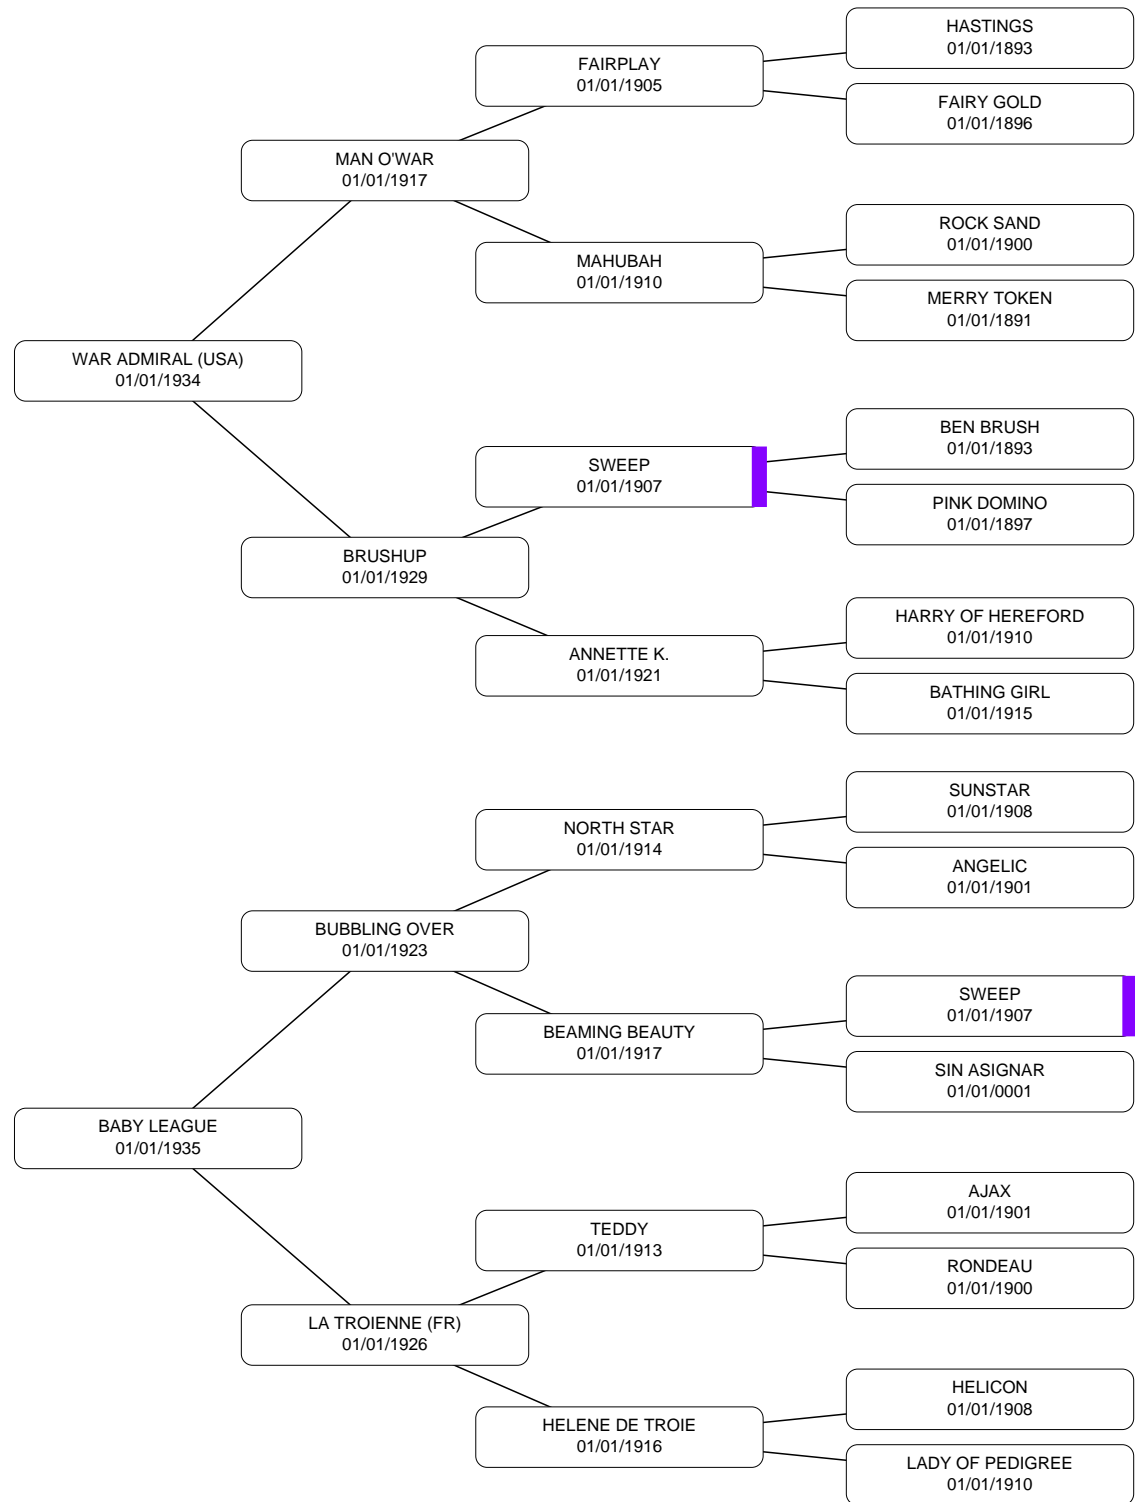 HASTINGS
01/01/1893
FAIRPLAY
01/01/1905
FAIRY GOLD
01/01/1896
MAN O'WAR
01/01/1917
ROCK SAND
01/01/1900
MAHUBAH
01/01/1910
MERRY TOKEN
01/01/1891
WAR ADMIRAL (USA)
01/01/1934
BEN BRUSH
01/01/1893
SWEEP
01/01/1907
PINK DOMINO
01/01/1897
BRUSHUP
01/01/1929
HARRY OF HEREFORD
01/01/1910
ANNETTE K.
01/01/1921
BATHING GIRL
01/01/1915
SUNSTAR
01/01/1908
NORTH STAR
01/01/1914
ANGELIC
01/01/1901
BUBBLING OVER
01/01/1923
SWEEP
01/01/1907
BEAMING BEAUTY
01/01/1917
SIN ASIGNAR
01/01/0001
BABY LEAGUE
01/01/1935
AJAX
01/01/1901
TEDDY
01/01/1913
RONDEAU
01/01/1900
LA TROIENNE (FR)
01/01/1926
HELICON
01/01/1908
HELENE DE TROIE
01/01/1916
LADY OF PEDIGREE
01/01/1910